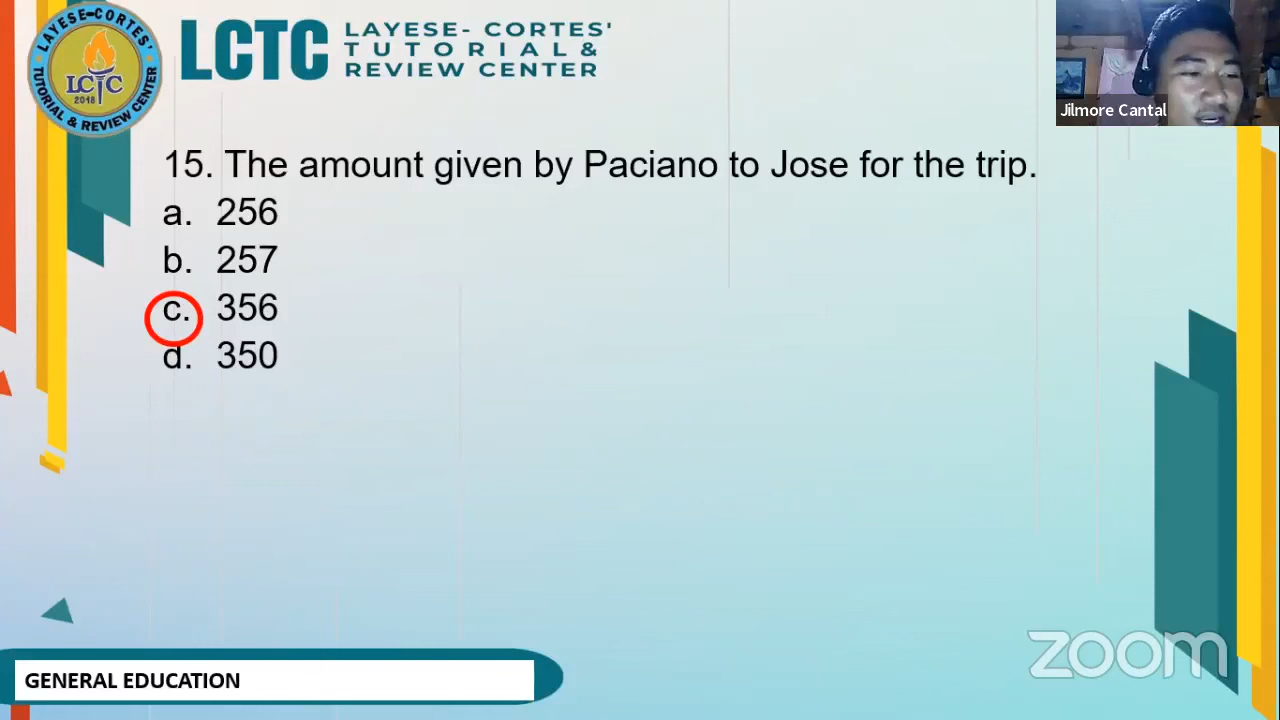 LAYESE-CORTES'
LCTC
2018
TUTORIAL & REVIEW CENTER
LCTC
LAYESE- CORTES'
TUTORIAL &
REVIEW CENTER
Jilmore Cantal
15. The amount given by Paciano to Jose for the trip.
a. 256
b. 257
c. 356
d. 350
zoom
GENERAL EDUCATION